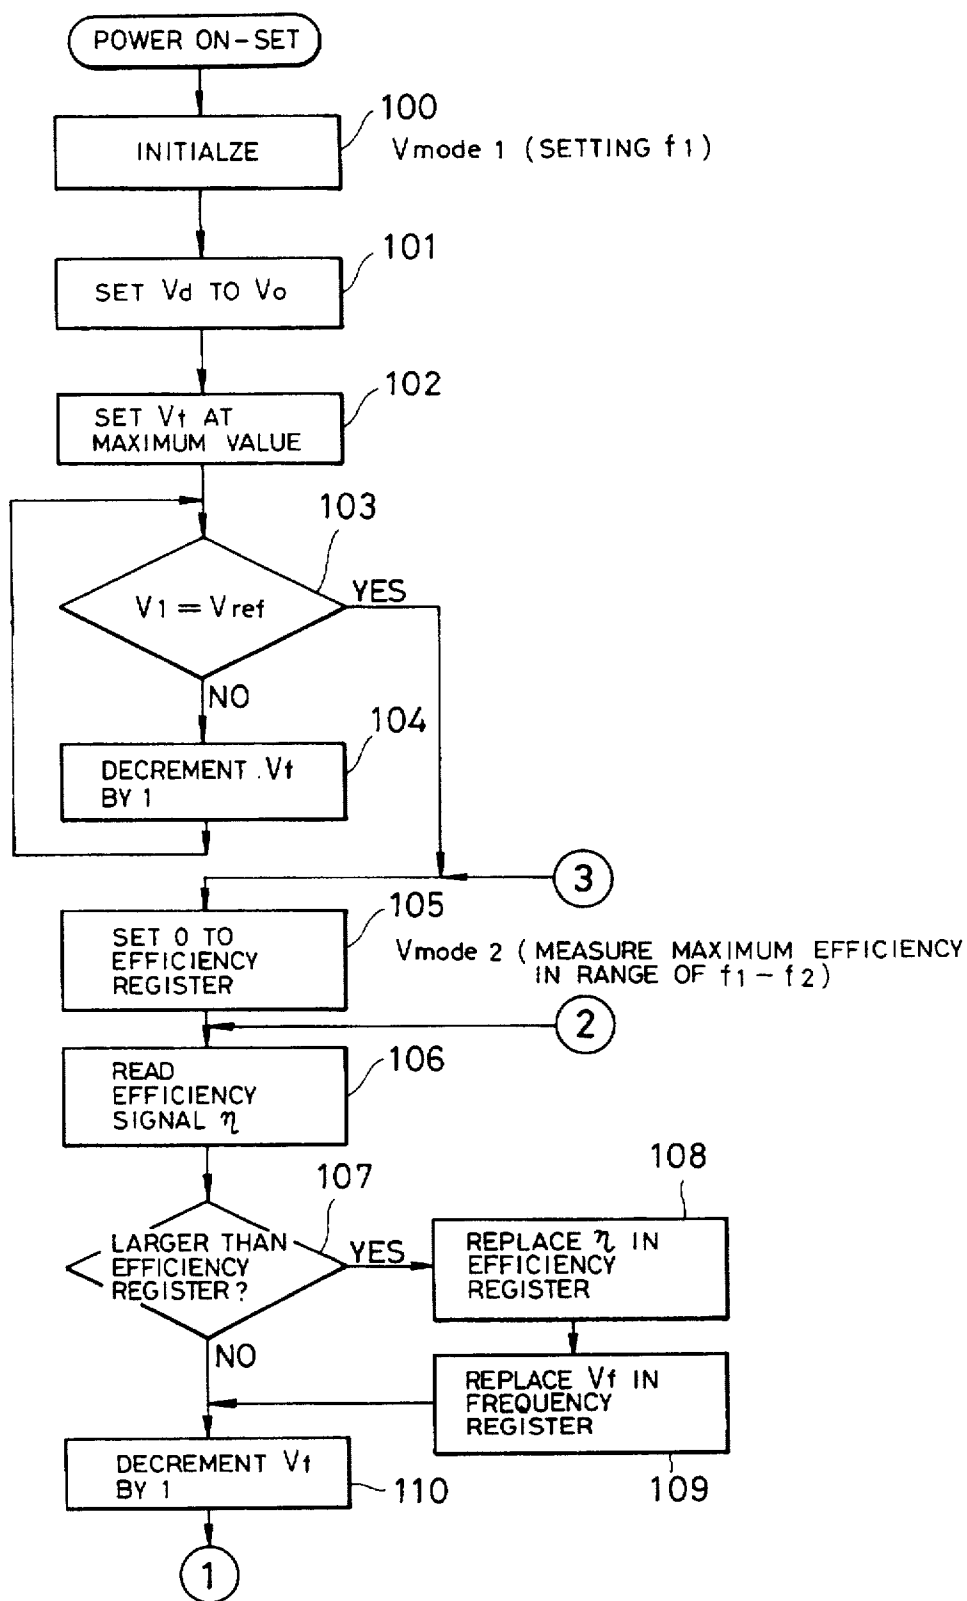 POWER ON-SET
100
INITIALZE
Vmode 1 (SETTING f1)
101
SET Vd TO Vo
102
SET Vf AT
MAXIMUM VALUE
103
V1 = Vref
YES
NO
104
DECREMENT .Vf
BY 1
3
105
SET 0 TO
EFFICIENCY
REGISTER
Vmode 2 (MEASURE MAXIMUM EFFICIENCY
IN RANGE OF f1-f2)
2
106
READ
EFFICIENCY
SIGNAL η
107
LARGER THAN
EFFICIENCY
REGISTER?
YES
NO
108
REPLACE η IN
EFFICIENCY
REGISTER
REPLACE Vf IN
FREQUENCY
REGISTER
109
DECREMENT Vf
BY 1
110
1